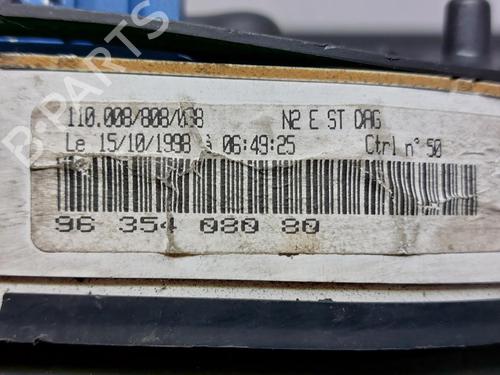 110.008/808/038 N2 E ST DAG
Le 15/10/1998 à 06:49:25 Ctrl n° 50
96 354 080 80
B-PARTS